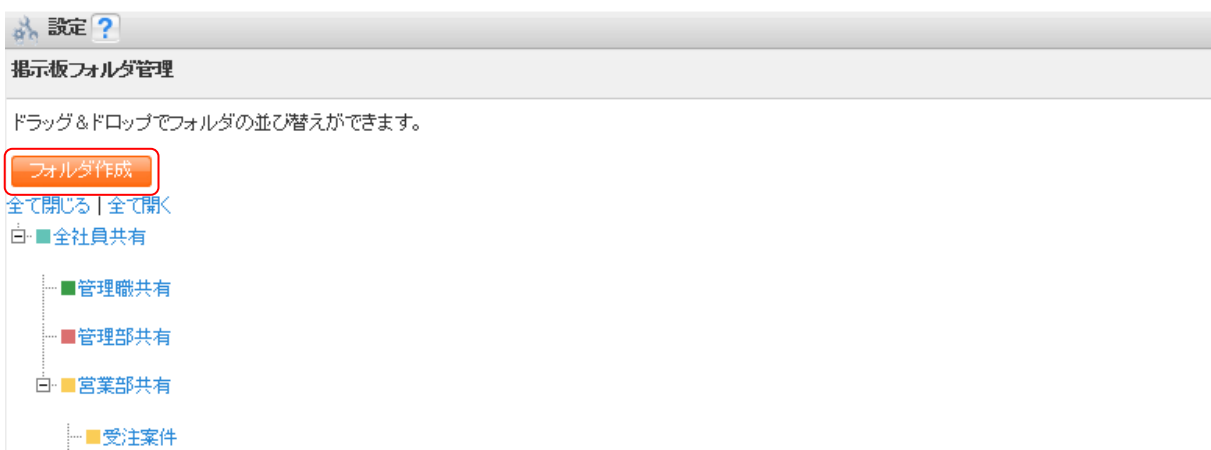 設定 ?
掲示板フォルダ管理
ドラッグ&ドロップでフォルダの並び替えができます。
フォルダ作成
全て閉じる | 全て開く
全社員共有
管理職共有
管理部共有
営業部共有
受注案件